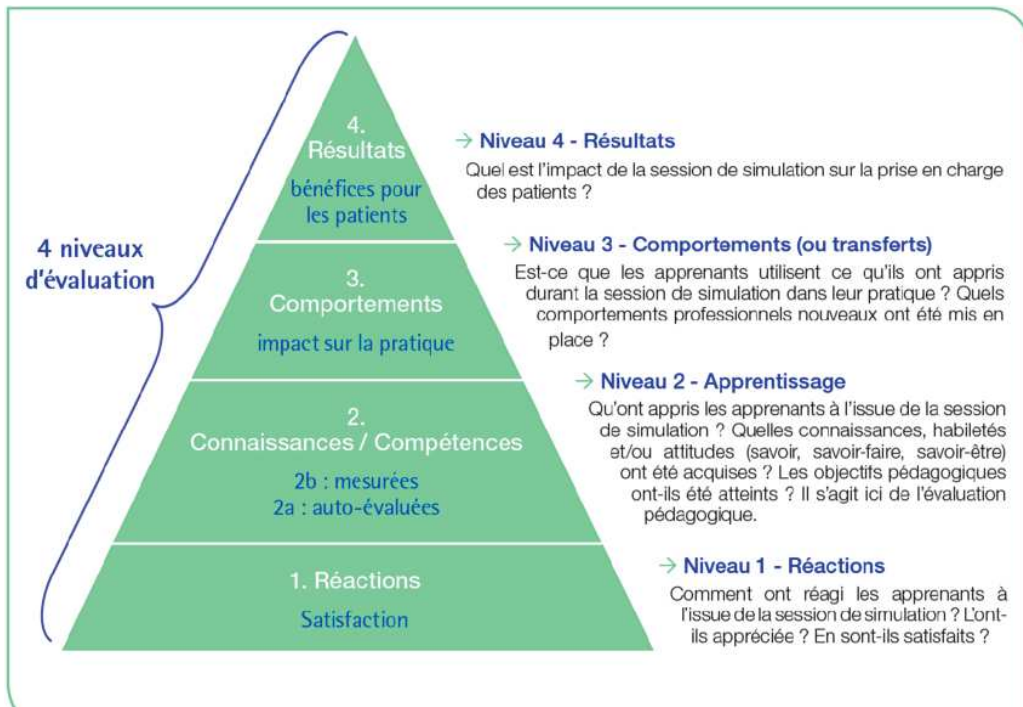 4 niveaux
d'évaluation
4.
Résultats
bénéfices pour
les patients
3.
Comportements
impact sur la pratique
2.
Connaissances / Compétences
2b : mesurées
2a : auto-évaluées
1. Réactions
Satisfaction
→ Niveau 4 - Résultats
Quel est l'impact de la session de simulation sur la prise en charge
des patients ?
→ Niveau 3 - Comportements (ou transferts)
Est-ce que les apprenants utilisent ce qu'ils ont appris
durant la session de simulation dans leur pratique ? Quels
comportements professionnels nouveaux ont été mis en
place ?
→ Niveau 2 - Apprentissage
Qu'ont appris les apprenants à l'issue de la session
de simulation ? Quelles connaissances, habiletés
et/ou attitudes (savoir, savoir-faire, savoir-être)
ont été acquises ? Les objectifs pédagogiques
ont-ils été atteints ? Il s'agit ici de l'évaluation
pédagogique.
→ Niveau 1 - Réactions
Comment ont réagi les apprenants à
l'issue de la session de simulation ? L'ont-
ils appréciée ? En sont-ils satisfaits ?